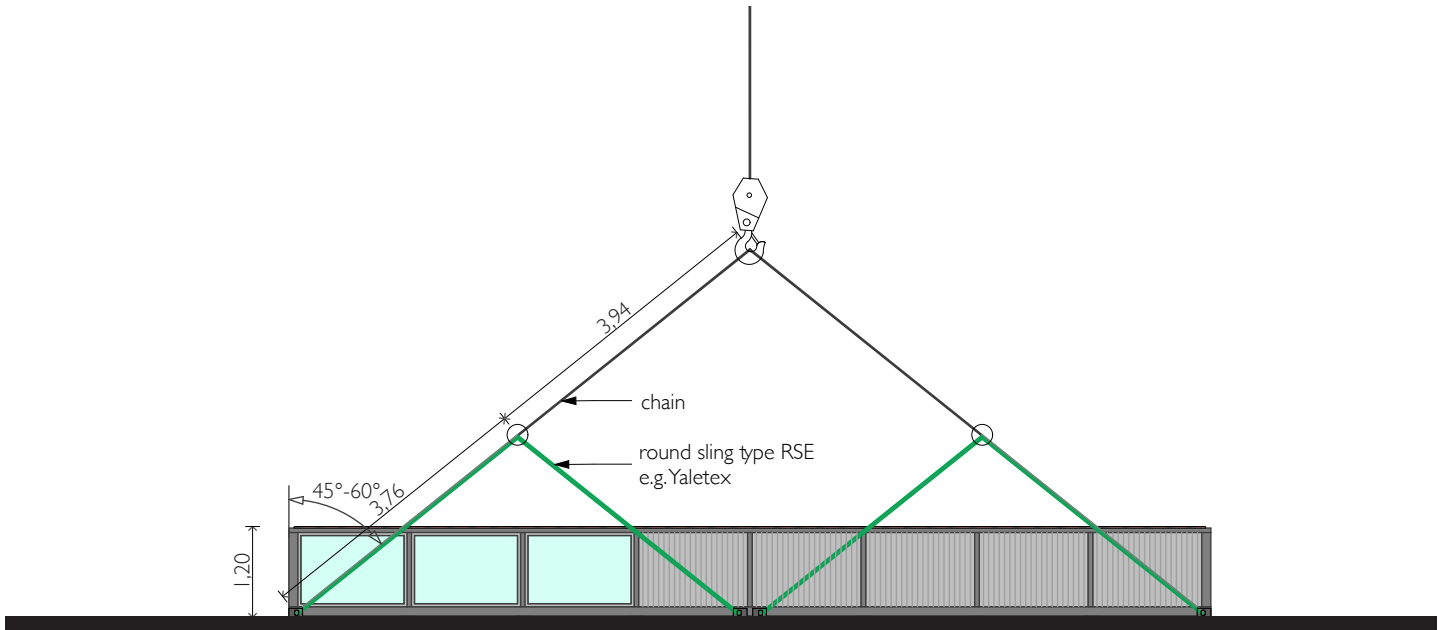 3,94
chain
round sling type RSE
e.g. Yaletex
45°-60°
3,76
1,20